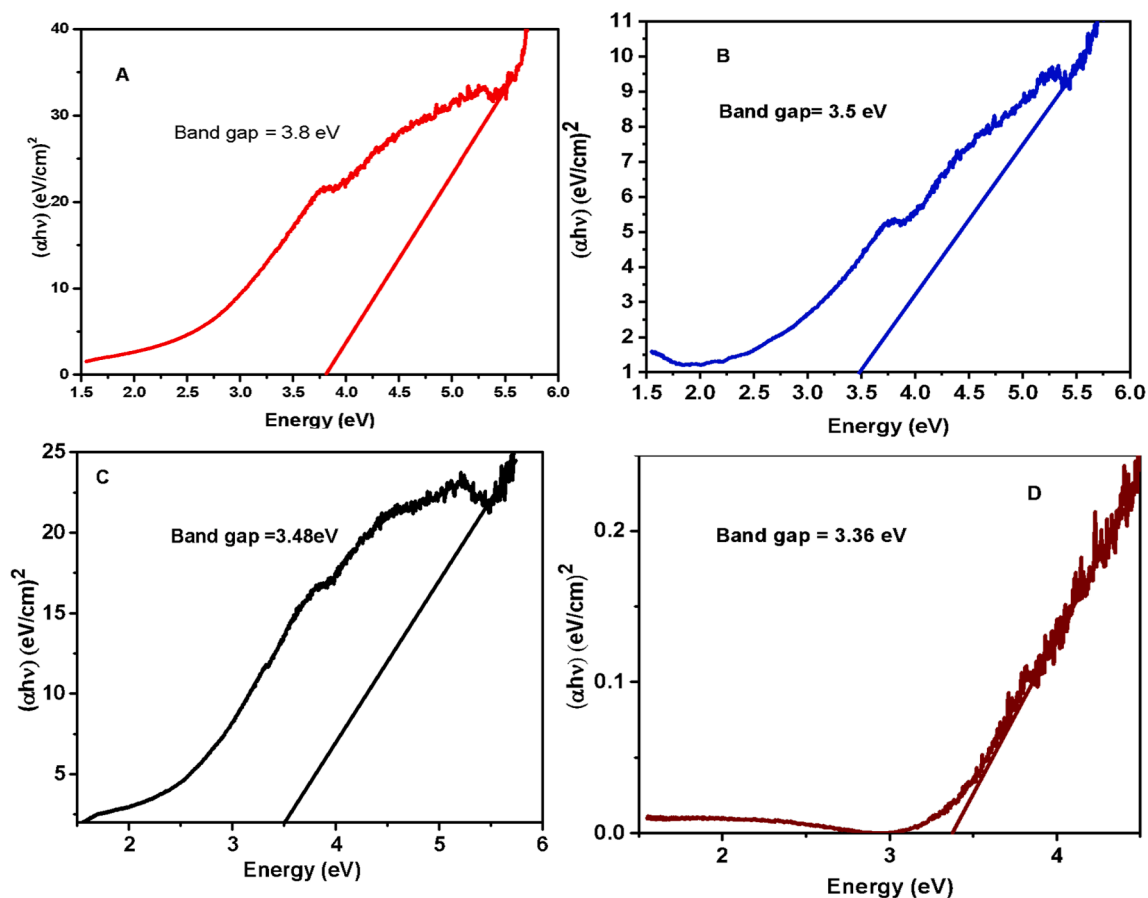 A
Band gap = 3.8 eV
(αhν) (eV/cm)²
40
30
20
10
0
1.5 2.0 2.5 3.0 3.5 4.0 4.5 5.0 5.5 6.0
Energy (eV)
B
Band gap= 3.5 eV
(αhν) (eV/cm)²
11
10
9
8
7
6
5
4
3
2
1
1.5 2.0 2.5 3.0 3.5 4.0 4.5 5.0 5.5 6.0
Energy (eV)
C
Band gap =3.48eV
(αhν) (eV/cm)²
25
20
15
10
5
2 3 4 5 6
Energy (eV)
D
Band gap = 3.36 eV
(αhν) (eV/cm)²
0.2
0.1
0.0
2 3 4
Energy (eV)